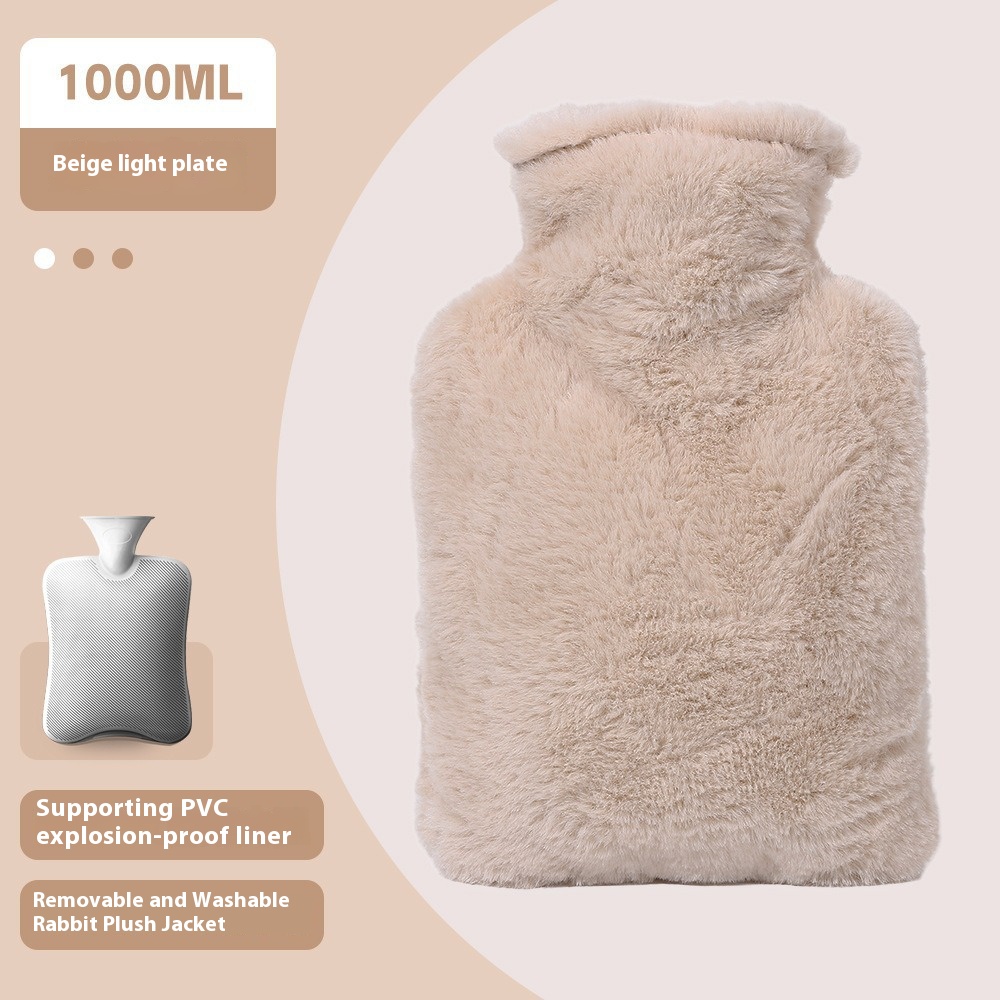 1000ML
Beige light plate
Supporting PVC
explosion-proof liner
Removable and Washable
Rabbit Plush Jacket